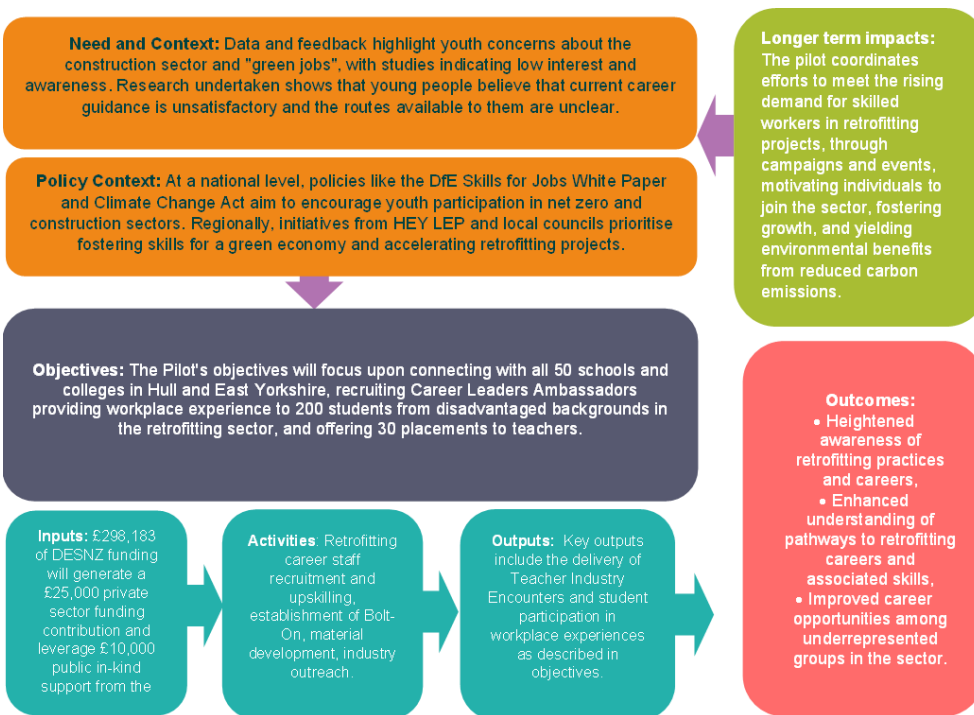 Need and Context: Data and feedback highlight youth concerns about the
construction sector and "green jobs", with studies indicating low interest and
awareness. Research undertaken shows that young people believe that current career
guidance is unsatisfactory and the routes available to them are unclear.
Policy Context: At a national level, policies like the DfE Skills for Jobs White Paper
and Climate Change Act aim to encourage youth participation in net zero and
construction sectors. Regionally, initiatives from HEY LEP and local councils prioritise
fostering skills for a green economy and accelerating retrofitting projects.
Objectives: The Pilot's objectives will focus upon connecting with all 50 schools and
colleges in Hull and East Yorkshire, recruiting Career Leaders Ambassadors
providing workplace experience to 200 students from disadvantaged backgrounds in
the retrofitting sector, and offering 30 placements to teachers.
Inputs: £298,183
of DESNZ funding
will generate a
£25,000 private
sector funding
contribution and
leverage £10,000
public in-kind
support from the
Activities: Retrofitting
career staff
recruitment and
upskilling,
establishment of Bolt-
On, material
development, industry
outreach.
Outputs: Key outputs
include the delivery of
Teacher Industry
Encounters and student
participation in
workplace experiences
as described in
objectives.
Outcomes:
• Heightened
awareness of
retrofitting practices
and careers,
• Enhanced
understanding of
pathways to retrofitting
careers and
associated skills,
• Improved career
opportunities among
underrepresented
groups in the sector.
Longer term impacts:
The pilot coordinates
efforts to meet the rising
demand for skilled
workers in retrofitting
projects, through
campaigns and events,
motivating individuals to
join the sector, fostering
growth, and yielding
environmental benefits
from reduced carbon
emissions.